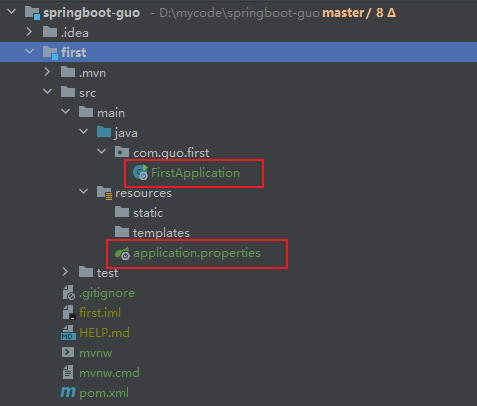 springboot-guo - D:\mycode\springboot-guo master / 8 Δ
.idea
first
.mvn
src
main
java
com.guo.first
FirstApplication
resources
static
templates
application.properties
test
.gitignore
first.iml
HELP.md
mvnw
mvnw.cmd
pom.xml